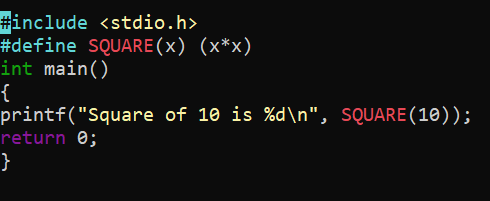 #include <stdio.h>
#define SQUARE(x) (x*x)
int main()
{
printf("Square of 10 is %d\n", SQUARE(10));
return 0;
}